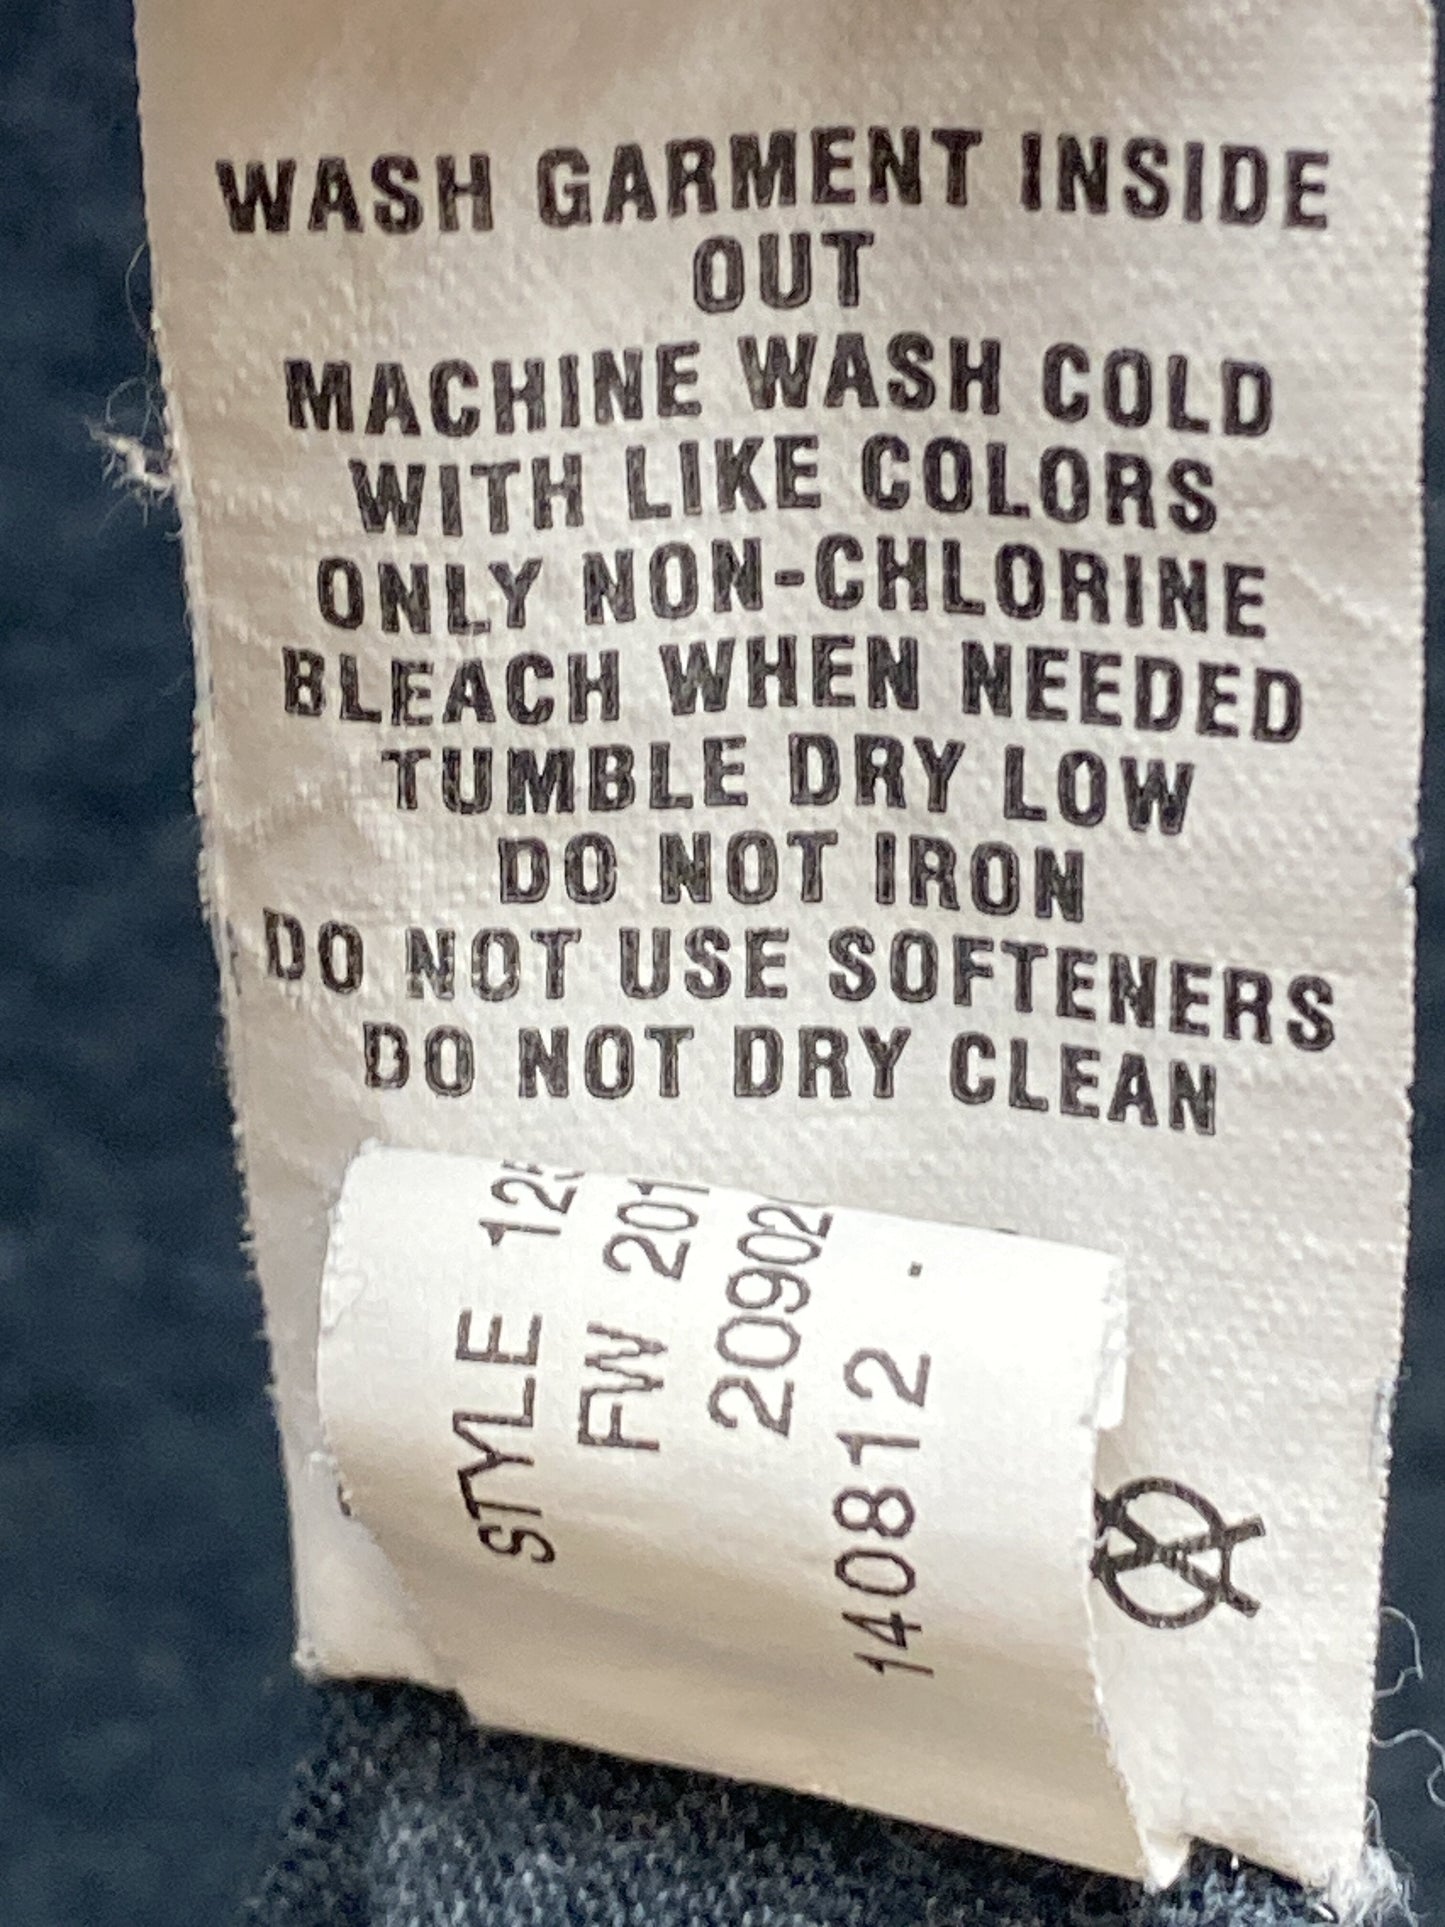 WASH GARMENT INSIDE
OUT
MACHINE WASH COLD
WITH LIKE COLORS
ONLY NON-CHLORINE
BLEACH WHEN NEEDED
TUMBLE DRY LOW
DO NOT IRON
DO NOT USE SOFTENERS
DO NOT DRY CLEAN
STYLE
FW
140812